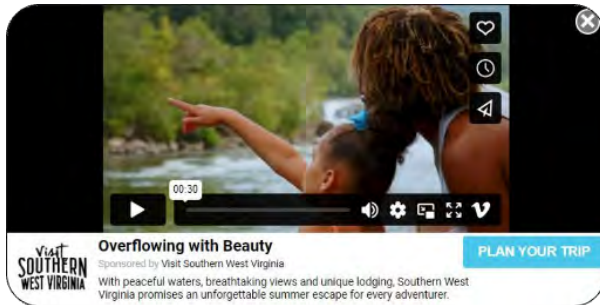 00:30
Visit
SOUTHERN
WEST VIRGINIA
Overflowing with Beauty
Sponsored by Visit Southern West Virginia
With peaceful waters, breathtaking views and unique lodging, Southern West
Virginia promises an unforgettable summer escape for every adventurer.
PLAN YOUR TRIP